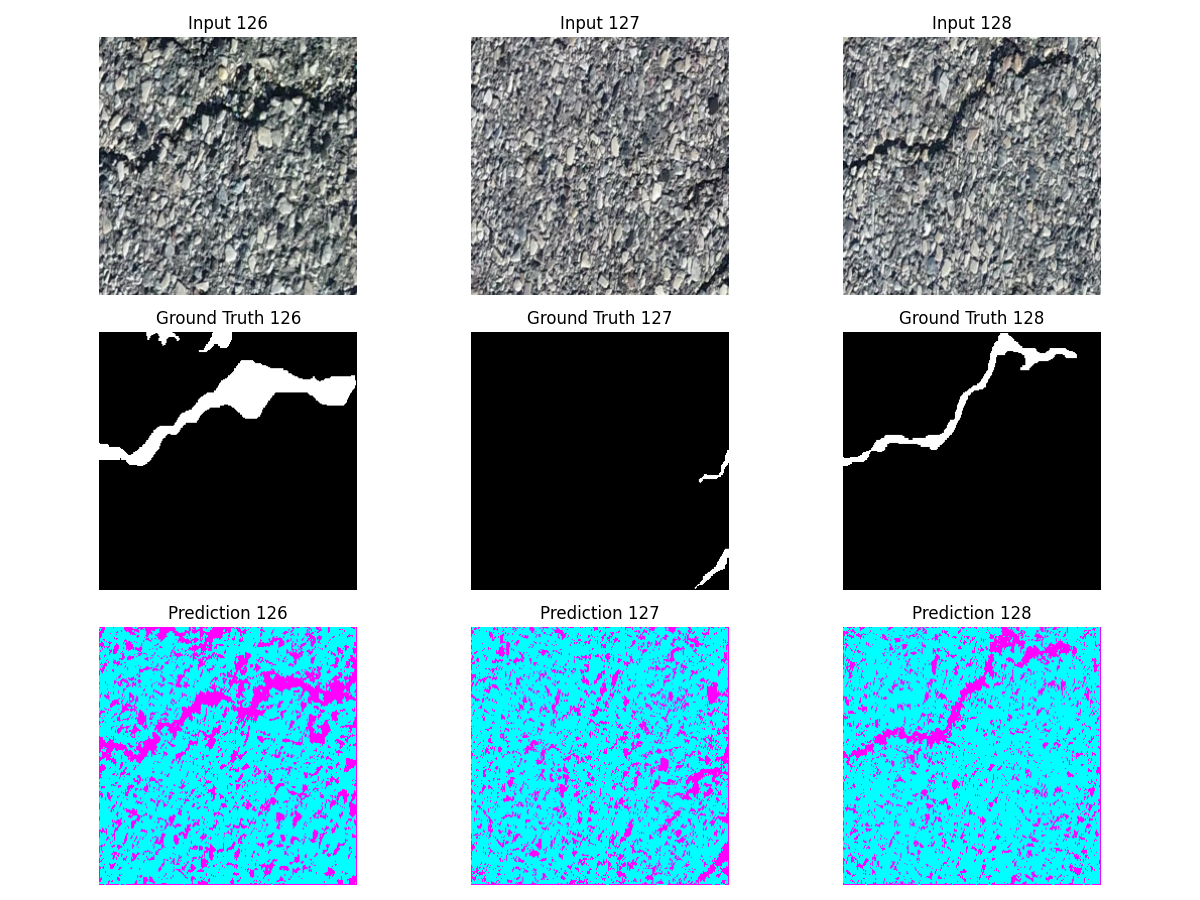 Input 126
Input 127
Input 128
Ground Truth 126
Ground Truth 127
Ground Truth 128
Prediction 126
Prediction 127
Prediction 128